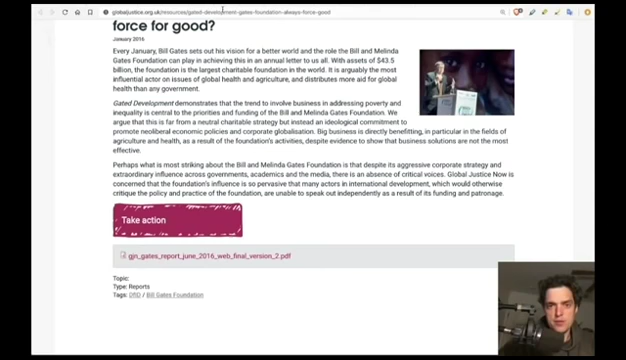 globaljustice.org.uk/resources/gated-development-gates-foundation-always-force-good
force for good?
January 2016
Every January, Bill Gates sets out his vision for a better world and the role the Bill and Melinda
Gates Foundation can play in achieving this in an annual letter to us all. With assets of $43.5
billion, the foundation is the largest charitable foundation in the world. It is arguably the most
influential actor on issues of global health and agriculture, and distributes more aid for global
health than any government.
Gated Development demonstrates that the trend to involve business in addressing poverty and
inequality is central to the priorities and funding of the Bill and Melinda Gates Foundation. We
argue that this is far from a neutral charitable strategy but instead an ideological commitment to
promote neoliberal economic policies and corporate globalisation. Big business is directly benefitting, in particular in the fields of
agriculture and health, as a result of the foundation's activities, despite evidence to show that business solutions are not the most
effective.
Perhaps what is most striking about the Bill and Melinda Gates Foundation is that despite its aggressive corporate strategy and
extraordinary influence across governments, academics and the media, there is an absence of critical voices. Global Justice Now is
concerned that the foundation's influence is so pervasive that many actors in international development, which would otherwise
critique the policy and practice of the foundation, are unable to speak out independently as a result of its funding and patronage.
Take action
gjn_gates_report_june_2016_web_final_version_2.pdf
Topic:
Type: Reports
Tags: DfID / Bill Gates Foundation